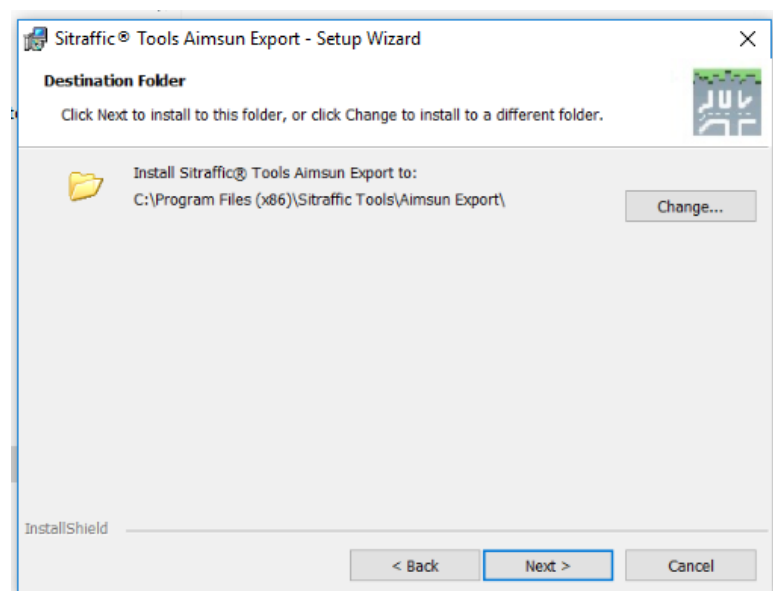 Sitraffic® Tools Aimsun Export - Setup Wizard
Destination Folder
Click Next to install to this folder, or click Change to install to a different folder.
Install Sitraffic® Tools Aimsun Export to:
C:\Program Files (x86)\Sitraffic Tools\Aimsun Export\
Change...
InstallShield
< Back
Next >
Cancel